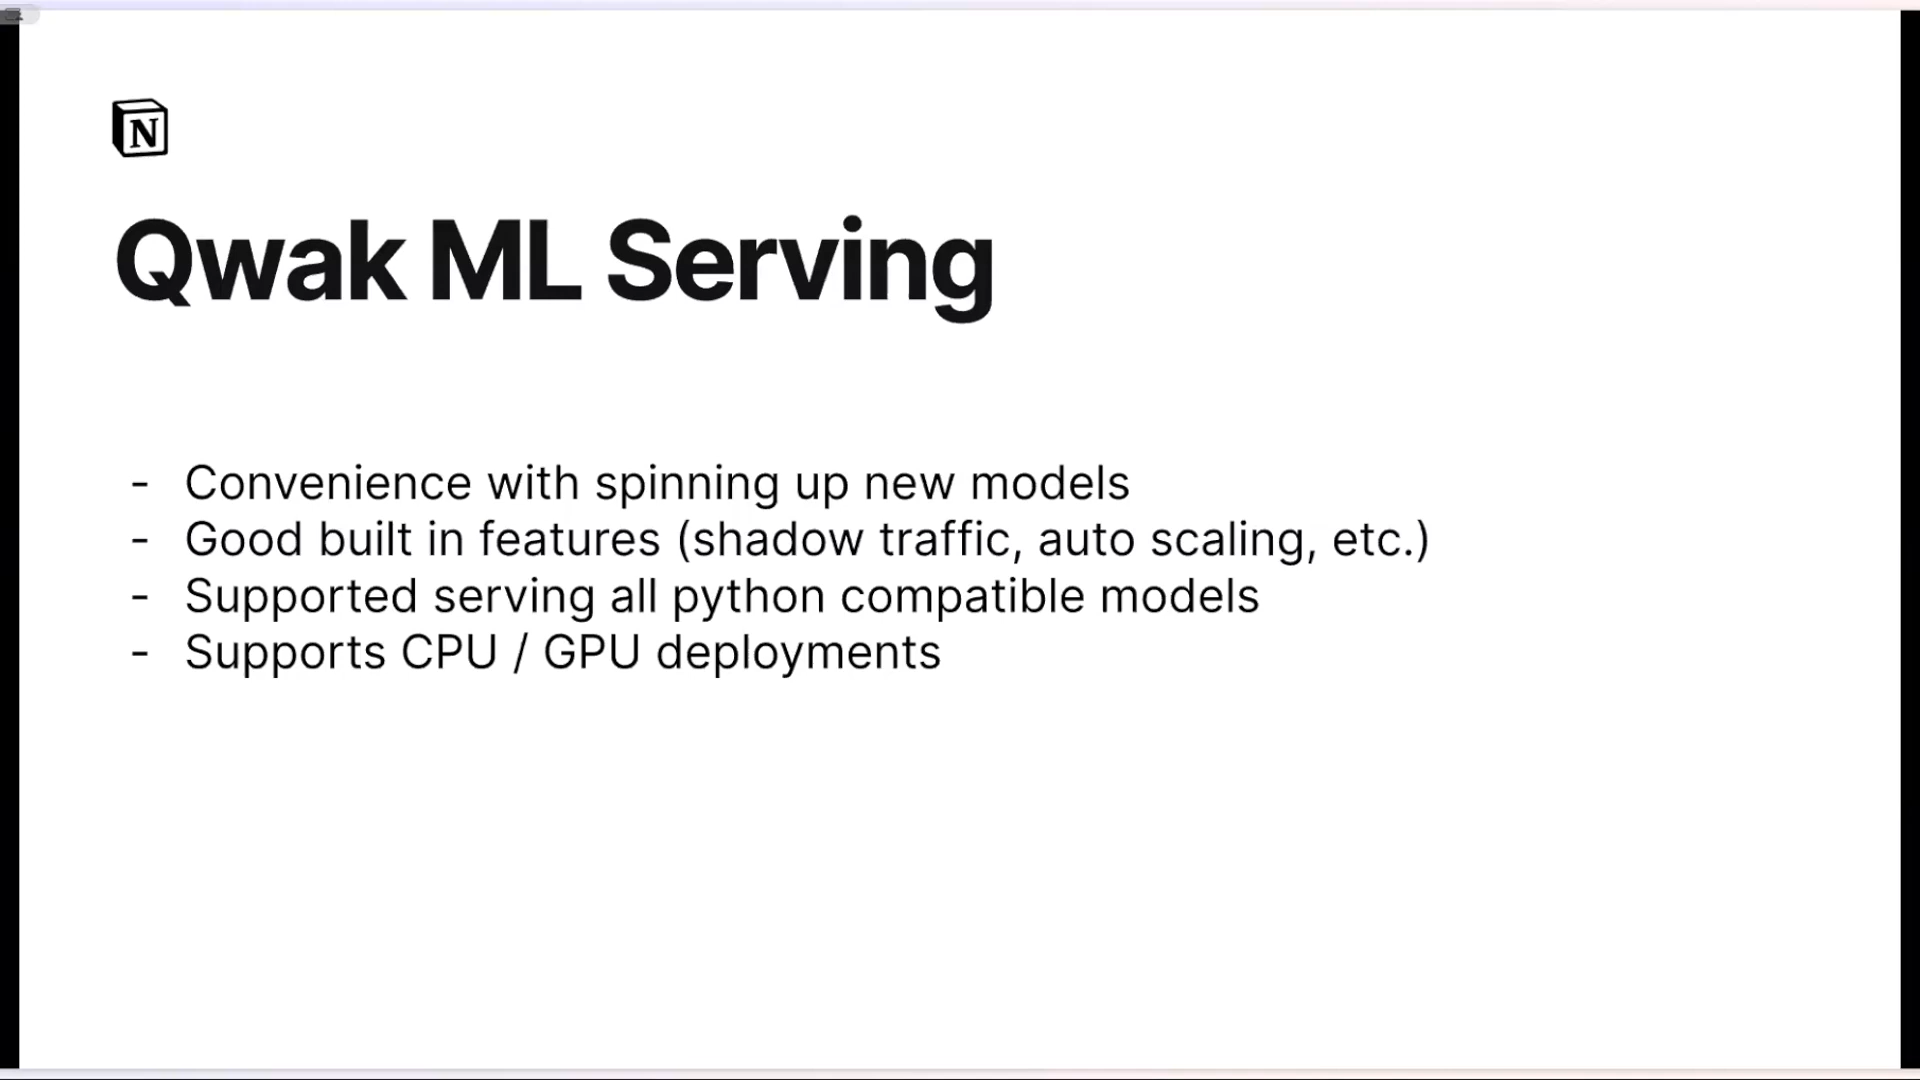 N
Qwak ML Serving
- Convenience with spinning up new models
- Good built in features (shadow traffic, auto scaling, etc.)
- Supported serving all python compatible models
- Supports CPU / GPU deployments